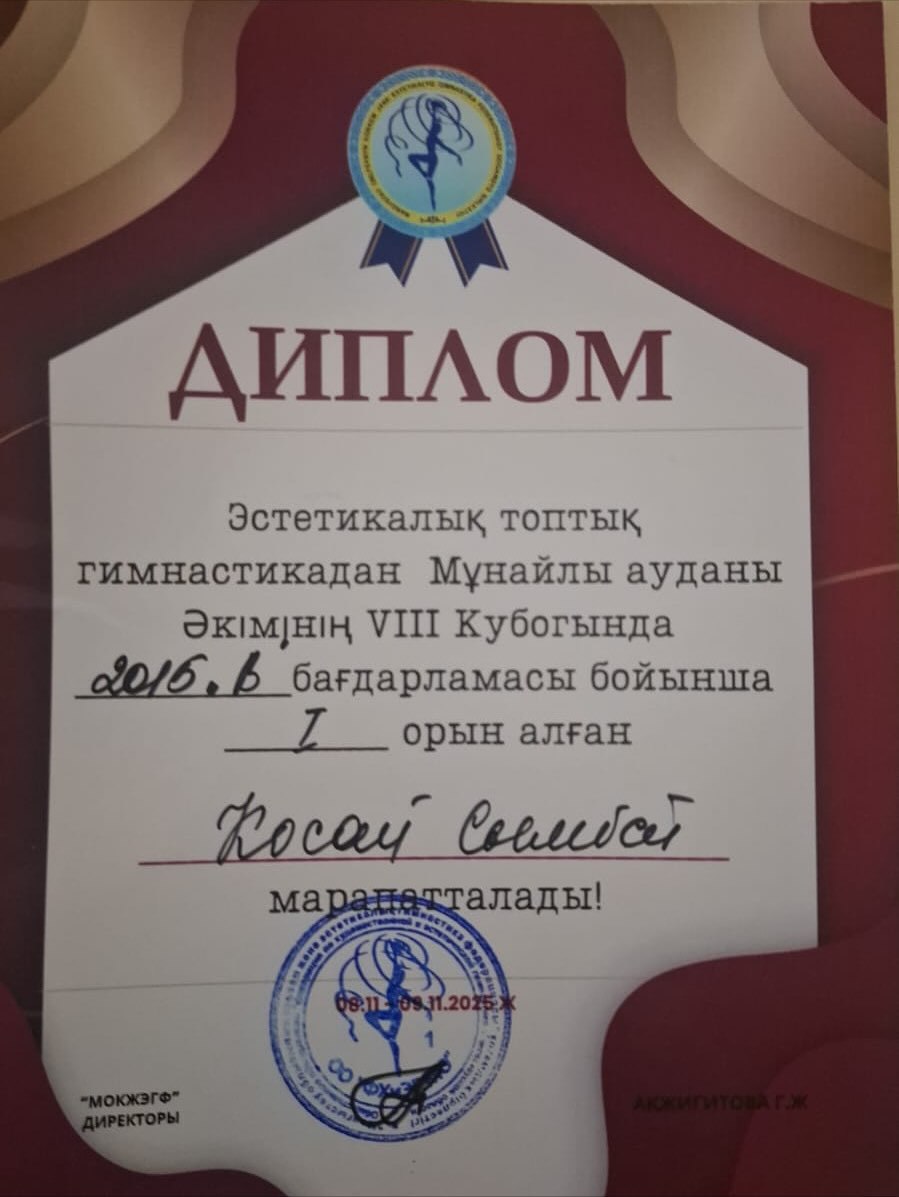 ДИПЛОМ
Эстетикалық топтық
гимнастикадан Мұнайлы ауданы
Әкімінің VIII Кубогында
2016.В бағдарламасы бойынша
I орын алған
Қосай Сымбат
марапатталады!
08.11 - 09.11.2025 Ж
"МОКЖЭГФ"
ДИРЕКТОРЫ
АКЖИГИТОВА Г.Ж